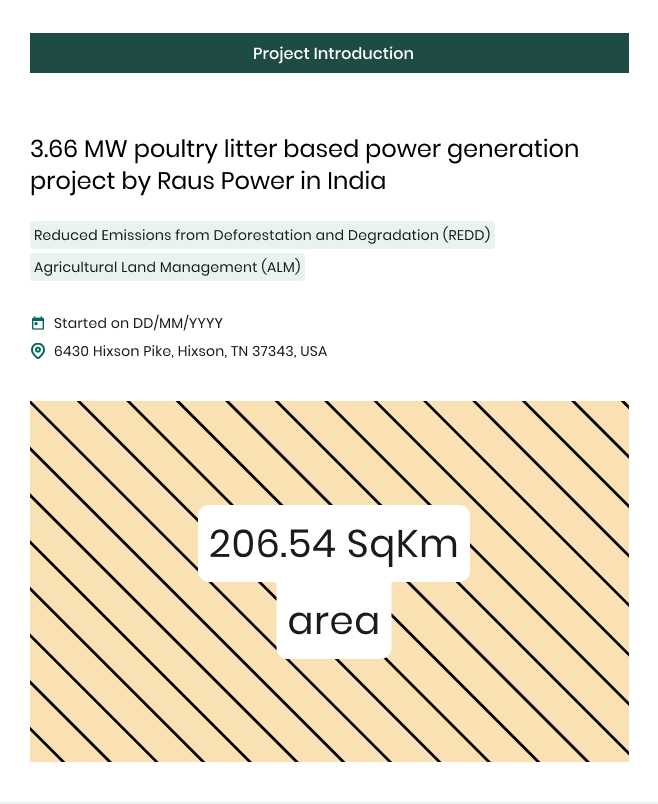 Project Introduction
3.66 MW poultry litter based power generation
project by Raus Power in India
Reduced Emissions from Deforestation and Degradation (REDD)
Agricultural Land Management (ALM)
Started on DD/MM/YYYY
6430 Hixson Pike, Hixson, TN 37343, USA
206.54 SqKm
area